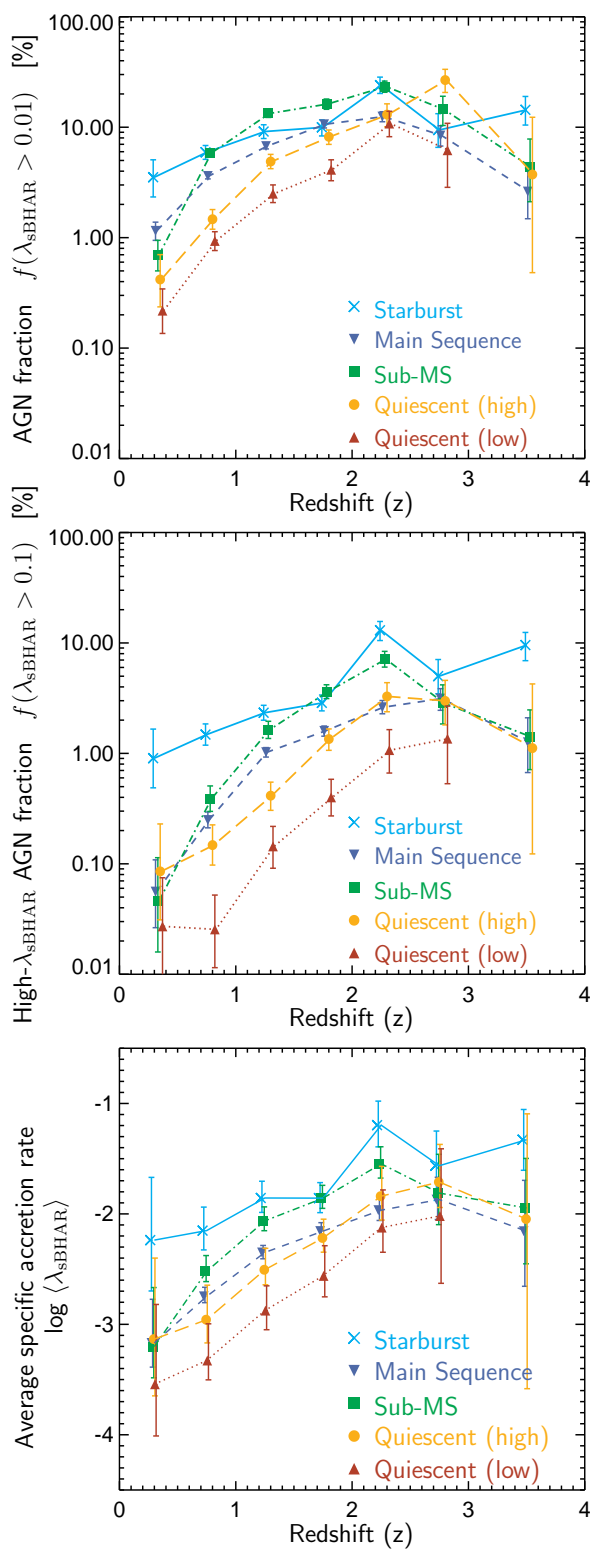 100.00
10.00
1.00
0.10
0.01
AGN fraction f(λsBHAR > 0.01) [%]
Starburst
Main Sequence
Sub-MS
Quiescent (high)
Quiescent (low)
0 1 2 3 4
Redshift (z)
100.00
10.00
1.00
0.10
0.01
High-λsBHAR AGN fraction f(λsBHAR > 0.1) [%]
Starburst
Main Sequence
Sub-MS
Quiescent (high)
Quiescent (low)
0 1 2 3 4
Redshift (z)
-1
-2
-3
-4
Average specific accretion rate
log ⟨λsBHAR⟩
Starburst
Main Sequence
Sub-MS
Quiescent (high)
Quiescent (low)
0 1 2 3 4
Redshift (z)